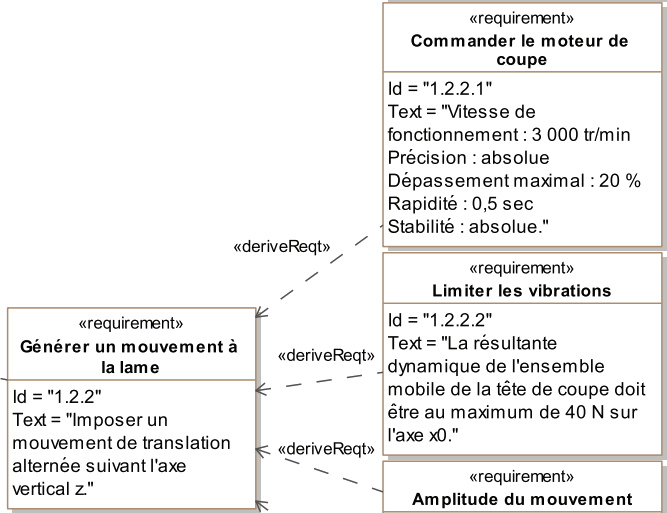 «requirement»
Commander le moteur de
coupe
Id = "1.2.2.1"
Text = "Vitesse de
fonctionnement : 3 000 tr/min
Précision : absolue
Dépassement maximal : 20 %
Rapidité : 0,5 sec
Stabilité : absolue."
«deriveReqt»
«requirement»
Limiter les vibrations
Id = "1.2.2.2"
Text = "La résultante
dynamique de l'ensemble
mobile de la tête de coupe doit
être au maximum de 40 N sur
l'axe x0."
«deriveReqt»
«requirement»
Générer un mouvement à
la lame
Id = "1.2.2"
Text = "Imposer un
mouvement de translation
alternée suivant l'axe
vertical z."
«deriveReqt»
«requirement»
Amplitude du mouvement